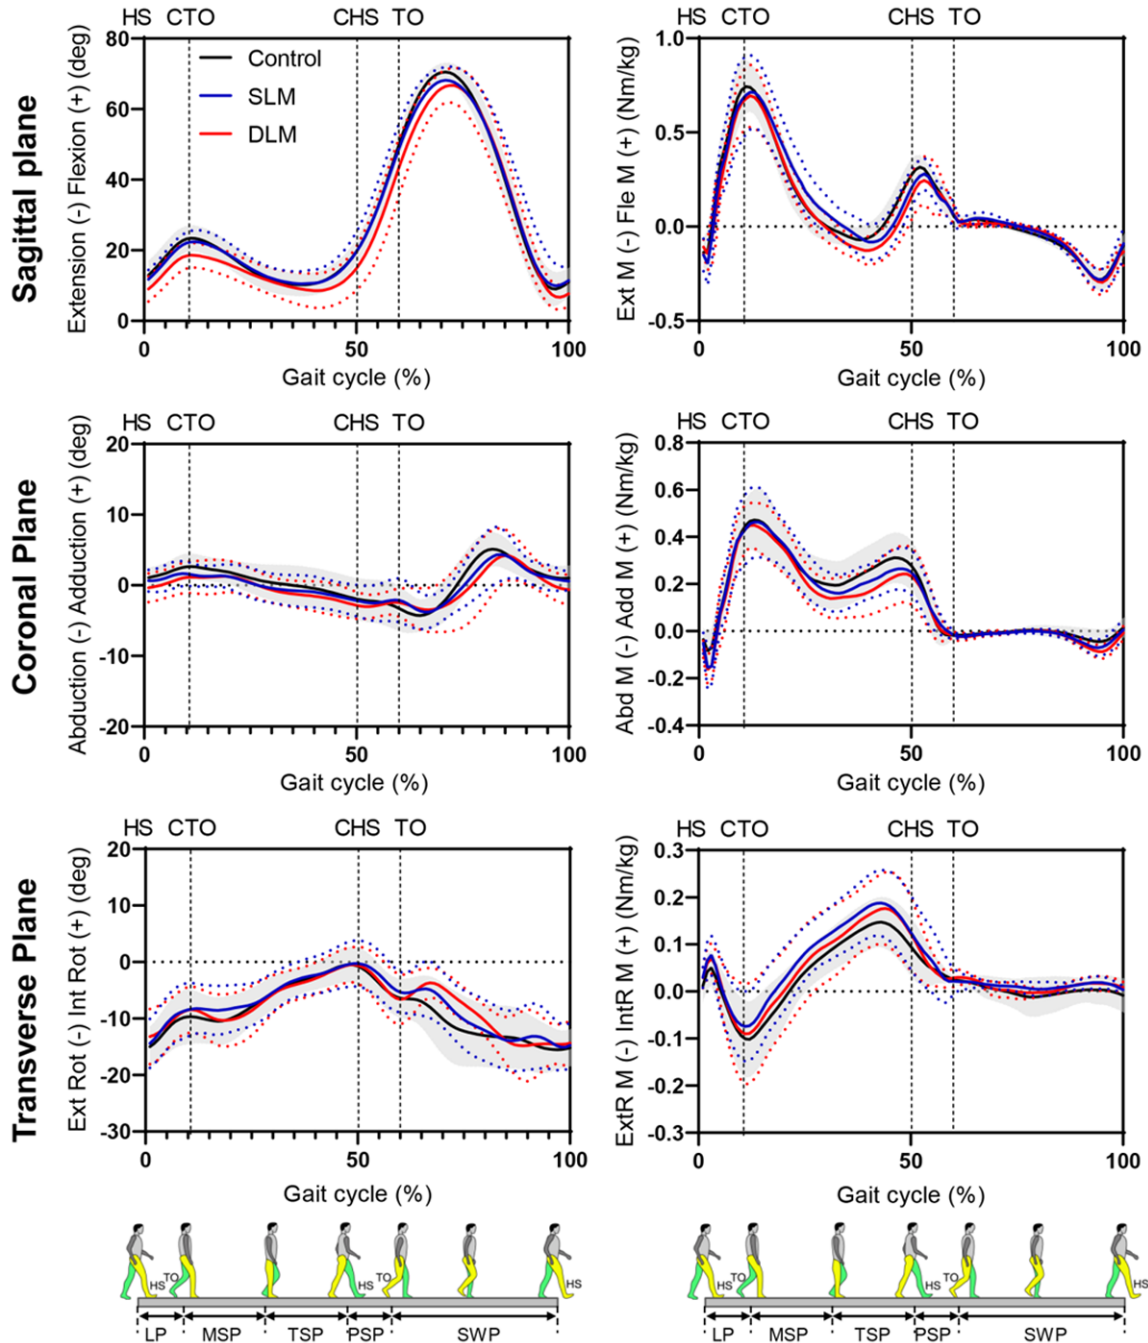 HS CTO CHS TO
HS CTO CHS TO
Sagittal plane
Extension (-) Flexion (+) (deg)
80
60
40
20
0
Control
SLM
DLM
0 50 100
Gait cycle (%)
Ext M (-) Fle M (+) (Nm/kg)
1.0
0.5
0.0
-0.5
0 50 100
Gait cycle (%)
HS CTO CHS TO
HS CTO CHS TO
Coronal Plane
Abduction (-) Adduction (+) (deg)
20
10
0
-10
-20
0 50 100
Gait cycle (%)
Abd M (-) Add M (+) (Nm/kg)
0.8
0.6
0.4
0.2
0.0
-0.2
-0.4
0 50 100
Gait cycle (%)
HS CTO CHS TO
HS CTO CHS TO
Transverse Plane
Ext Rot (-) Int Rot (+) (deg)
20
10
0
-10
-20
-30
0 50 100
Gait cycle (%)
ExtR M (-) IntR M (+) (Nm/kg)
0.3
0.2
0.1
0.0
-0.1
-0.2
-0.3
0 50 100
Gait cycle (%)
HS TO HS TO HS
LP MSP TSP PSP SWP
HS TO HS TO HS
LP MSP TSP PSP SWP